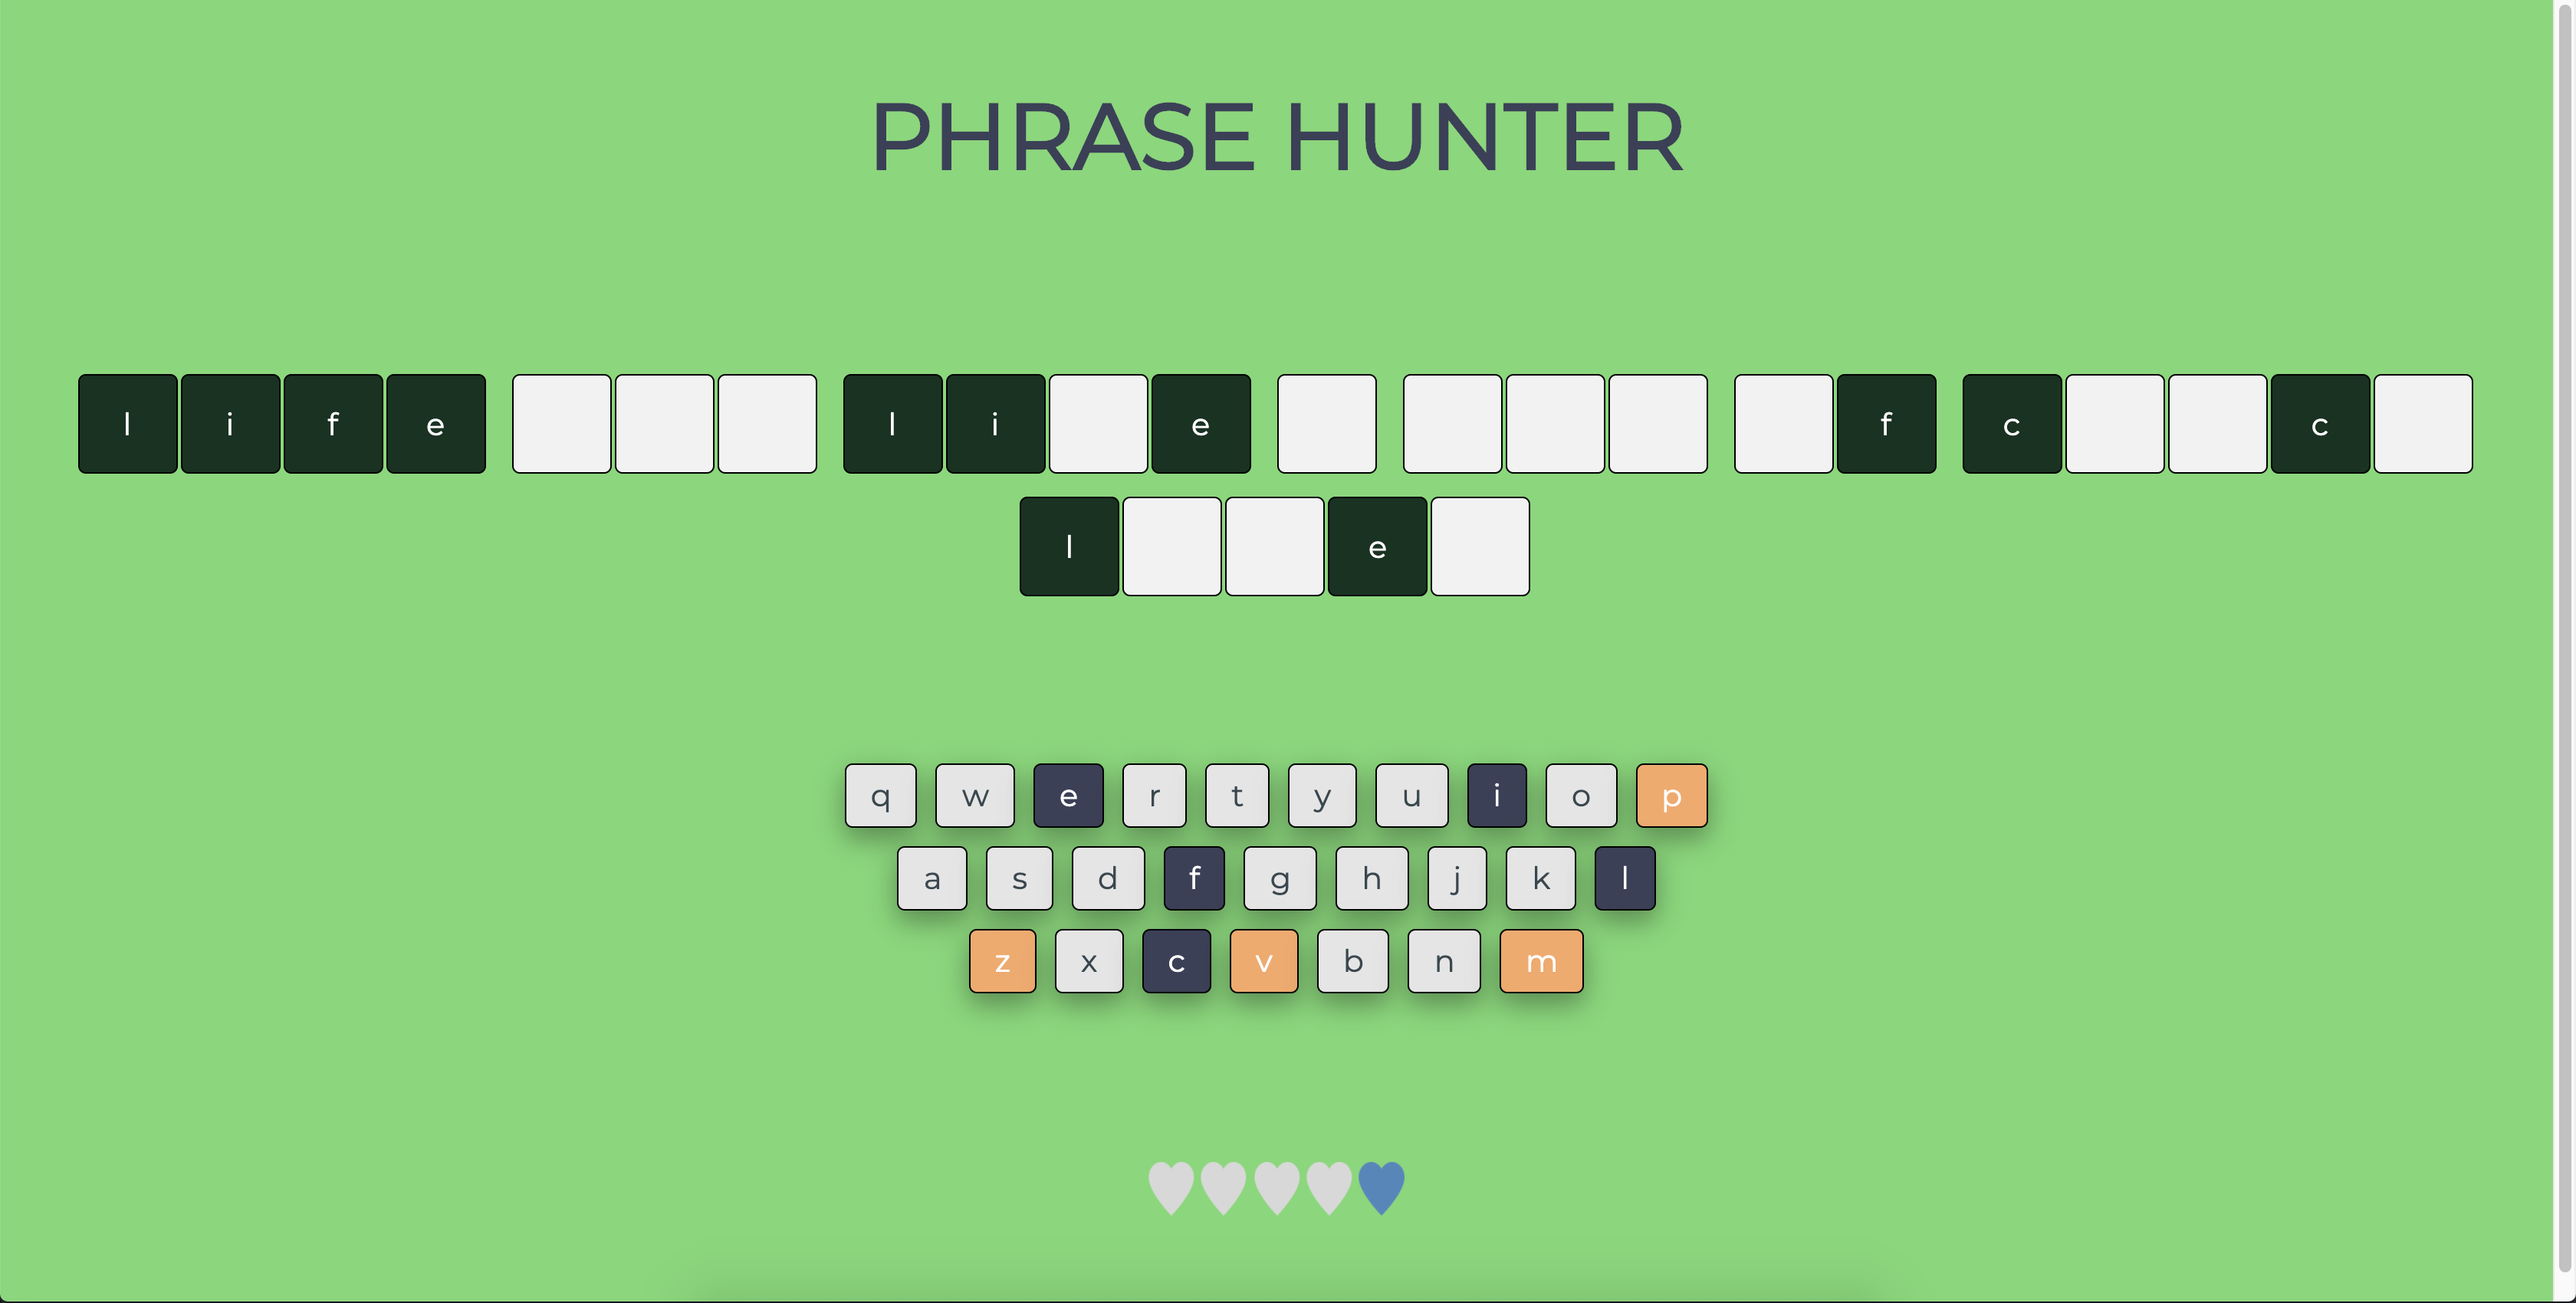 PHRASE HUNTER
l i f e l i e f c c
l e
q w e r t y u i o p
a s d f g h j k l
z x c v b n m